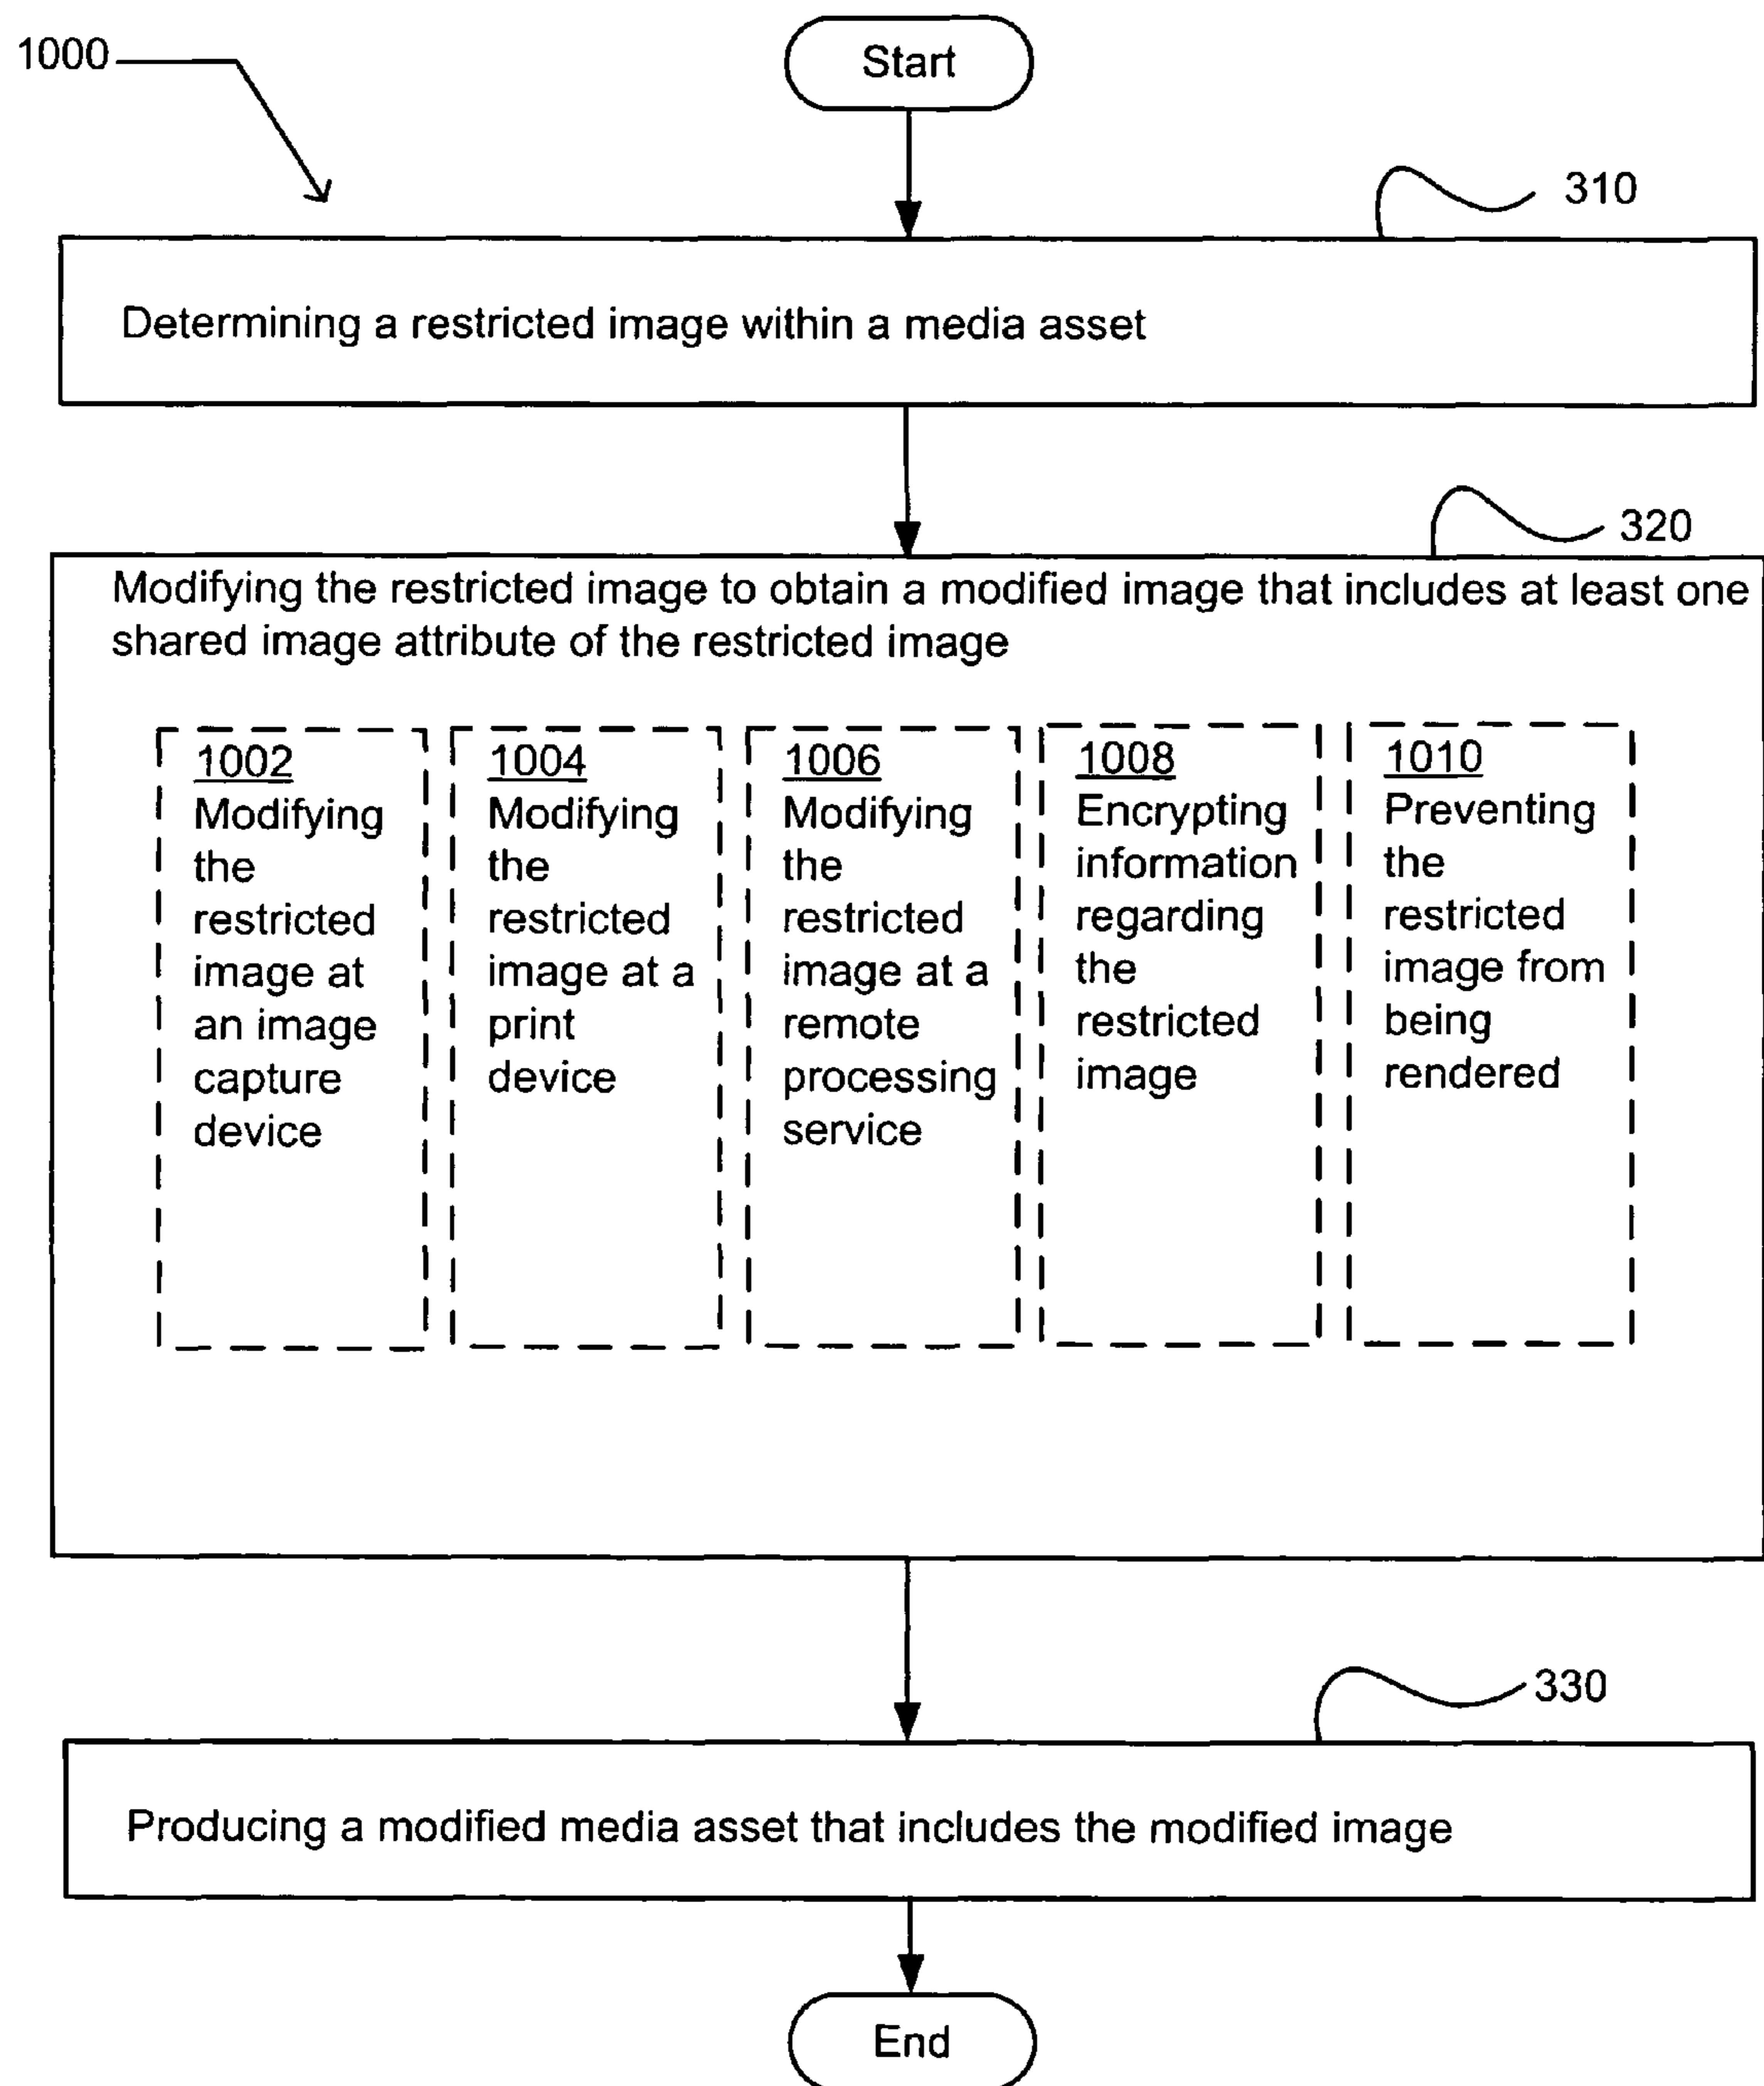 1000
Start
310
Determining a restricted image within a media asset
320
Modifying the restricted image to obtain a modified image that includes at least one
shared image attribute of the restricted image
1002
Modifying
the
restricted
image at
an image
capture
device
1004
Modifying
the
restricted
image at a
print
device
1006
Modifying
the
restricted
image at a
remote
processing
service
1008
Encrypting
information
regarding
the
restricted
image
1010
Preventing
the
restricted
image from
being
rendered
330
Producing a modified media asset that includes the modified image
End